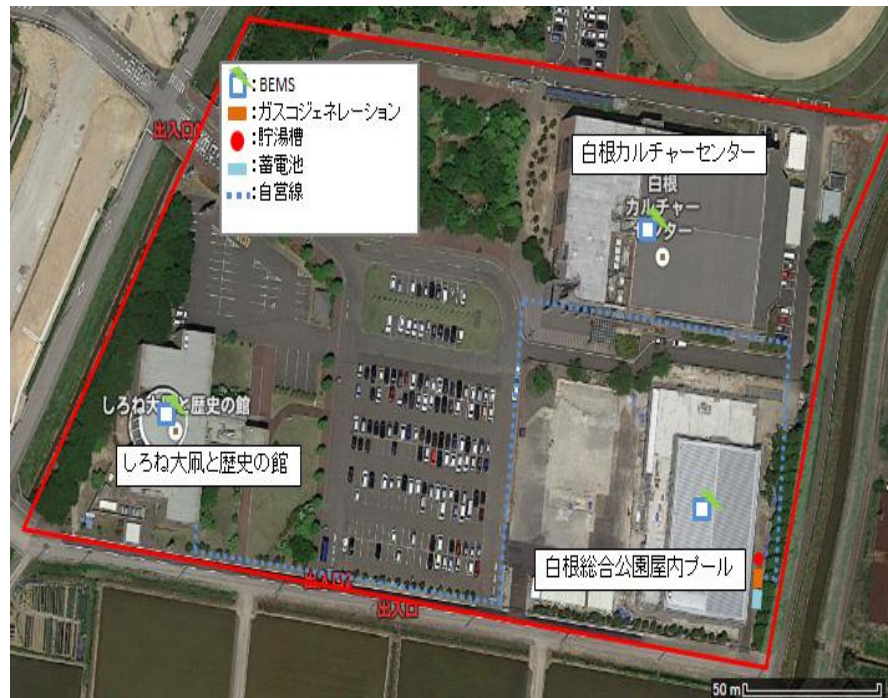 : BEMS
: ガスコジェネレーション
: 貯湯槽
: 蓄電池
: 自営線
出入口
白根カルチャーセンター
白根
カルチャー
センター
しろね大凧と歴史の館
しろね大凧と歴史の館
白根総合公園屋内プール
出入口2
出入口
50 m